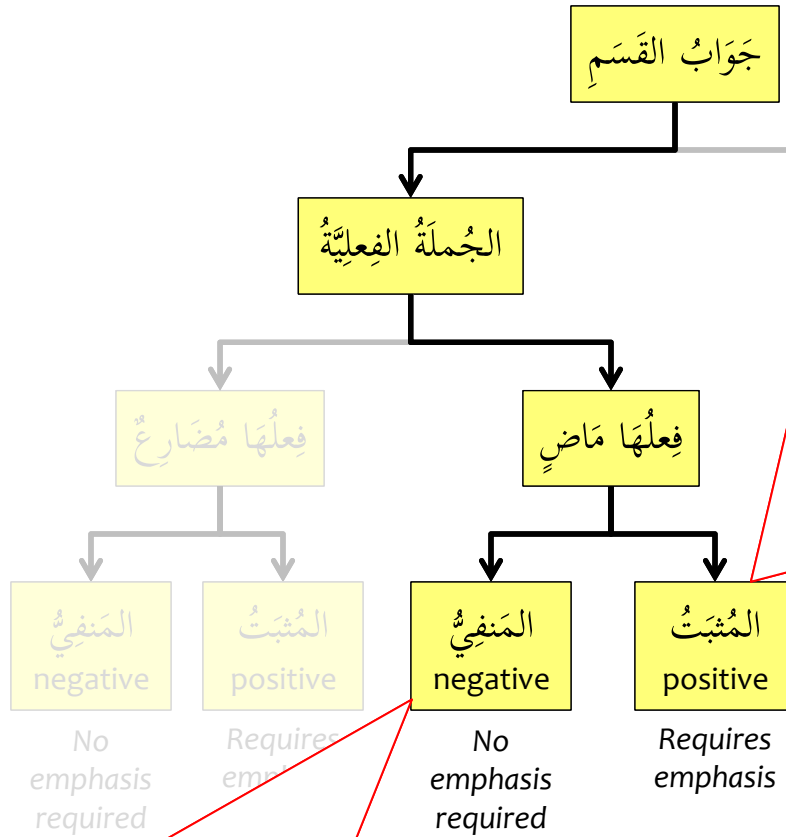 جَوَابُ القَسَمِ
الجُملَةُ الفِعلِيَّةُ
فِعلُهَا مُضَارِعٌ
فِعلُهَا مَاضٍ
المَنفِيُّ
negative
المُثبَتُ
positive
المَنفِيُّ
negative
المُثبَتُ
positive
No
emphasis
required
Requires
emphasis
No
emphasis
required
Requires
emphasis